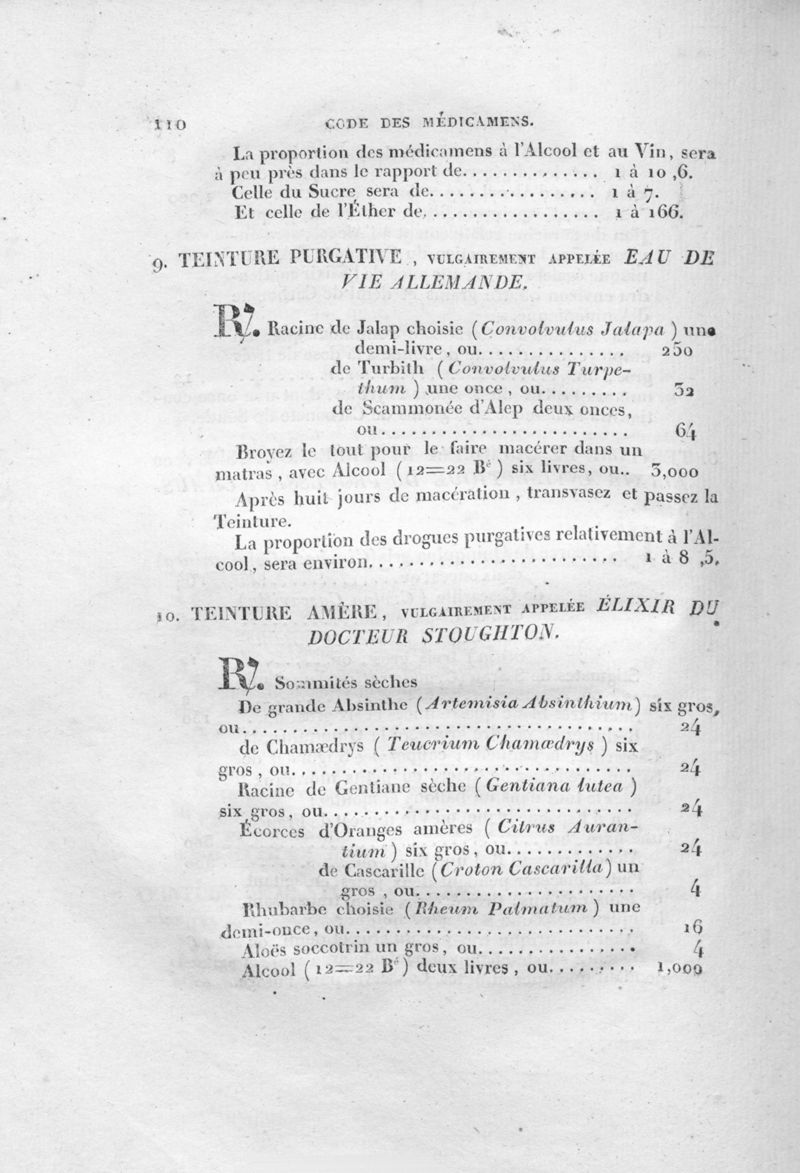 110 CODE DES MÉDICAMENS.
La proportion des médicamens à l'Alcool et au Vin, sera
à peu près dans le rapport de............. 1 à 10,6.
Celle du Sucre sera de................. 1 à 7.
Et celle de l'Éther de................. 1 à 166.
9. TEINTURE PURGATIVE, VULGAIREMENT APPELÉE EAU DE
VIE ALLEMANDE.
℞. Racine de Jalap choisie (Convolvulus Jalapa) une
demi-livre, ou............... 250
de Turbith (Convolvulus Turpe-
thum) une once, ou......... 32
de Scammonée d'Alep deux onces,
ou........................ 64
Broyez le tout pour le faire macérer dans un
matras, avec Alcool (12=22 Bé) six livres, ou.. 3,000
Après huit jours de macération, transvasez et passez la
Teinture.
La proportion des drogues purgatives relativement à l'Al-
cool, sera environ........................ 1 à 8,5.
10. TEINTURE AMÈRE, VULGAIREMENT APPELÉE ÉLIXIR DU
DOCTEUR STOUGHTON.
℞. Sommités sèches
De grande Absinthe (Artemisia Absinthium) six gros,
ou...................................... 24
de Chamædrys (Teucrium Chamædrys) six
gros, ou.................................. 24
Racine de Gentiane sèche (Gentiana lutea)
six gros, ou............................... 24
Écorces d'Oranges amères (Citrus Auran-
tium) six gros, ou............. 24
de Cascarille (Croton Cascarilla) un
gros, ou...................... 4
Rhubarbe choisie (Rheum Palmatum) une
demi-once, ou............................. 16
Aloës soccotrin un gros, ou................ 4
Alcool (12=22 Bé) deux livres, ou......... 1,000